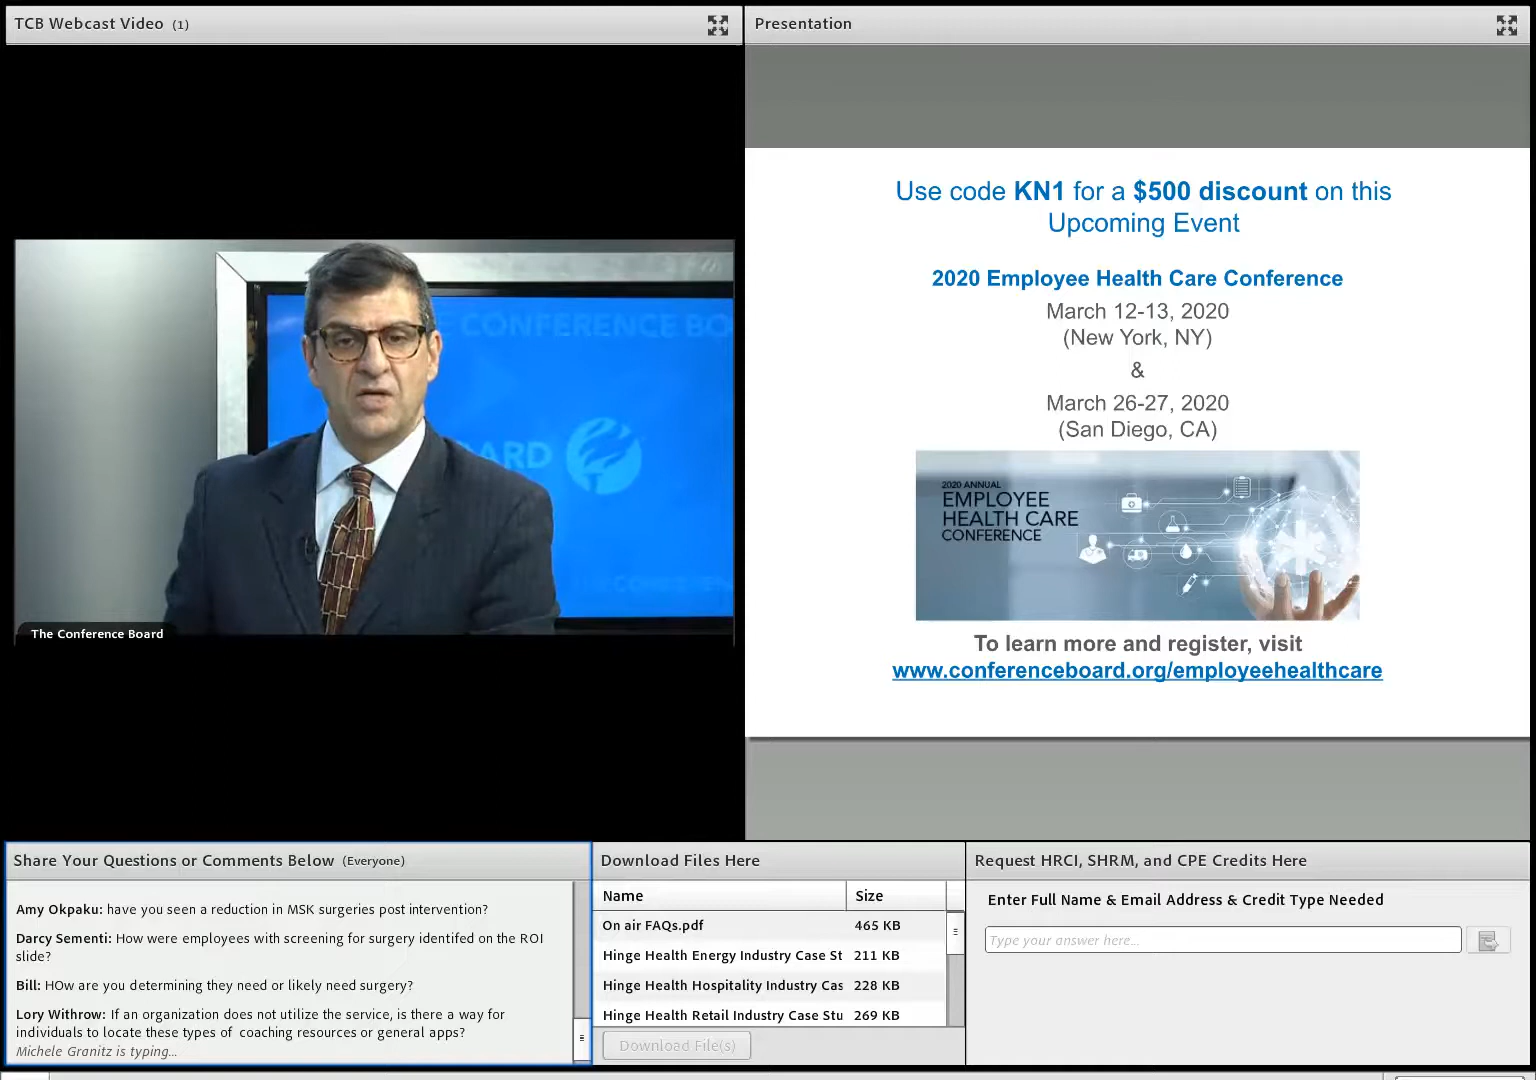 TCB Webcast Video (1)
Presentation
Use code KN1 for a $500 discount on this
Upcoming Event
2020 Employee Health Care Conference
March 12-13, 2020
(New York, NY)
&
March 26-27, 2020
(San Diego, CA)
2020 ANNUAL
EMPLOYEE
HEALTH CARE
CONFERENCE
To learn more and register, visit
www.conferenceboard.org/employeehealthcare
E CONFERENCE BO
ARD
The Conference Board
Share Your Questions or Comments Below (Everyone)
Amy Okpaku: have you seen a reduction in MSK surgeries post intervention?
Darcy Sementi: How were employees with screening for surgery identifed on the ROI
slide?
Bill: HOw are you determining they need or likely need surgery?
Lory Withrow: If an organization does not utilize the service, is there a way for
individuals to locate these types of coaching resources or general apps?
Michele Granitz is typing...
Download Files Here
Name Size
On air FAQs.pdf 465 KB
Hinge Health Energy Industry Case St 211 KB
Hinge Health Hospitality Industry Cas 228 KB
Hinge Health Retail Industry Case Stu 269 KB
Download File(s)
Request HRCI, SHRM, and CPE Credits Here
Enter Full Name & Email Address & Credit Type Needed
Type your answer here...